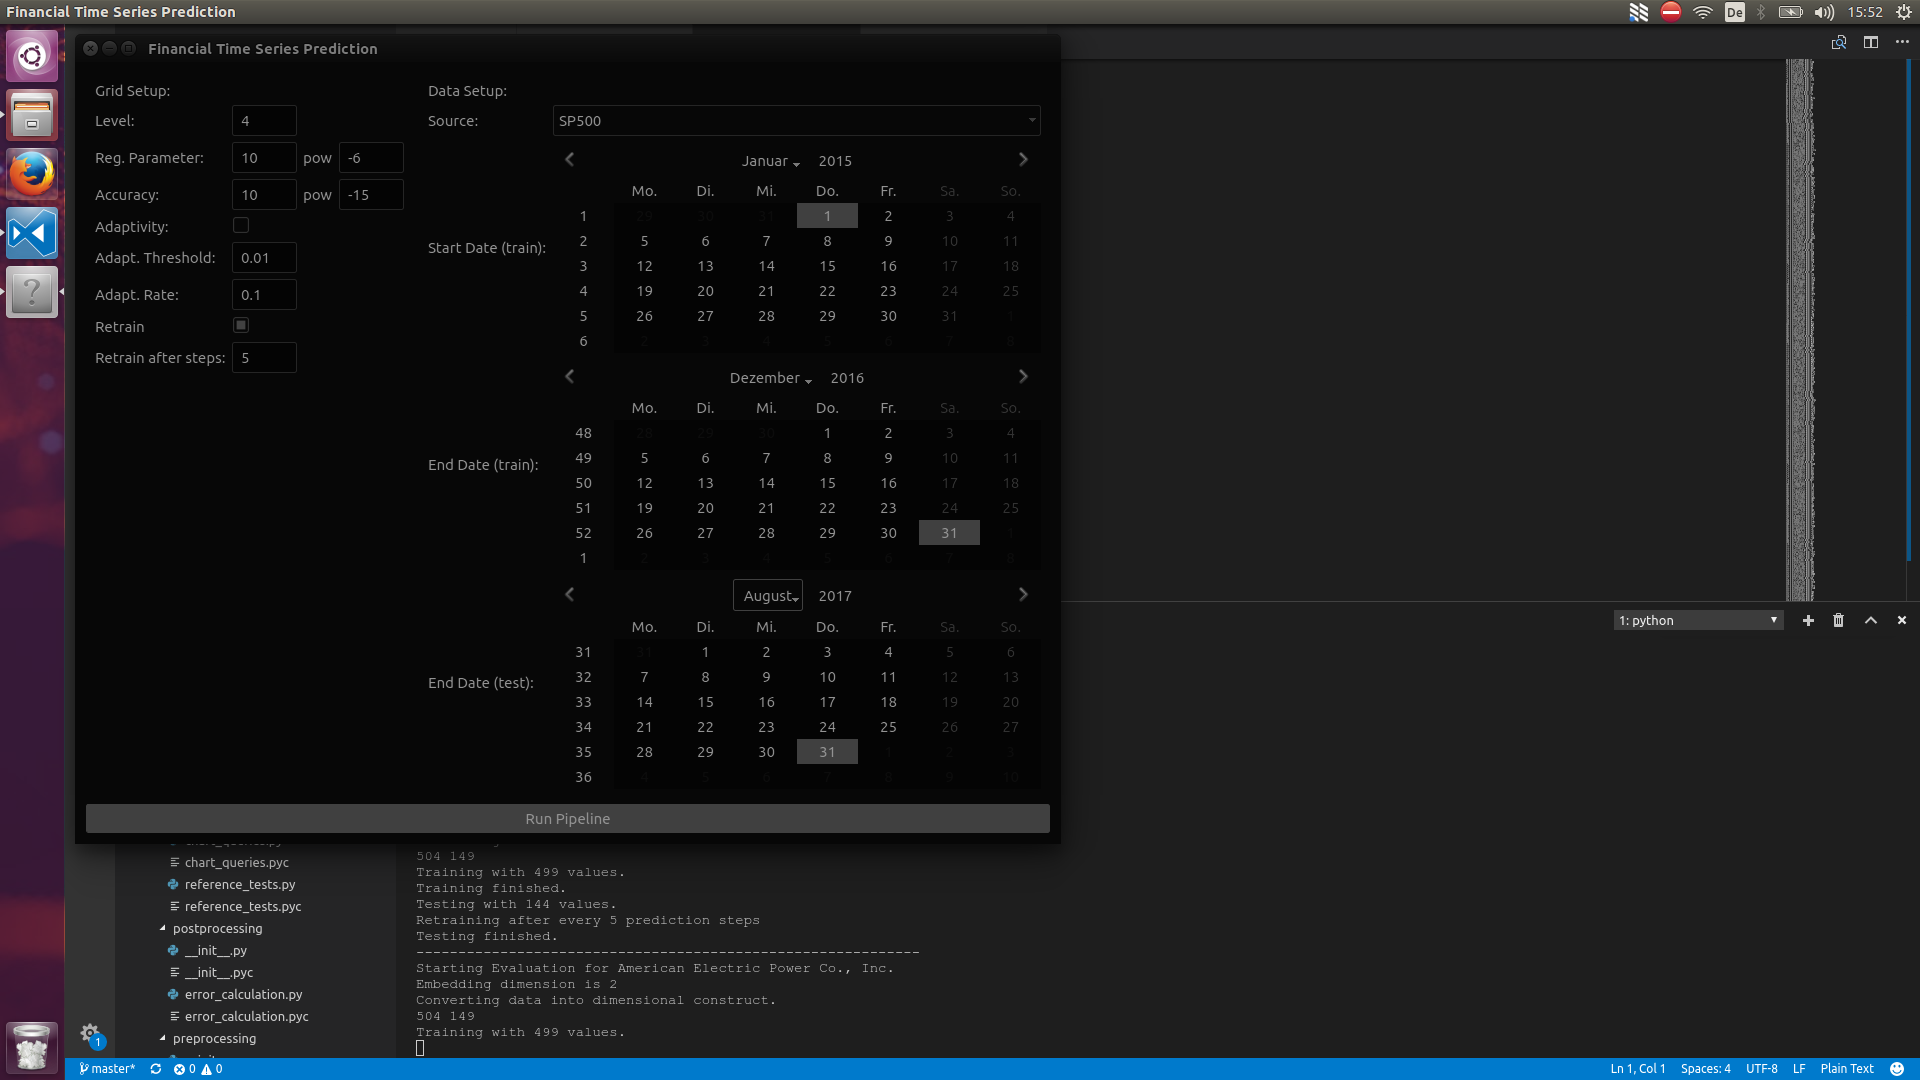 Financial Time Series Prediction
De
15:52
Financial Time Series Prediction
Grid Setup:
Level: 4
Reg. Parameter: 10 pow -6
Accuracy: 10 pow -15
Adaptivity:
Adapt. Threshold: 0.01
Adapt. Rate: 0.1
Retrain
Retrain after steps: 5
Data Setup:
Source: SP500
Start Date (train):
Januar 2015
Mo. Di. Mi. Do. Fr. Sa. So.
1 29 30 31 1 2 3 4
2 5 6 7 8 9 10 11
3 12 13 14 15 16 17 18
4 19 20 21 22 23 24 25
5 26 27 28 29 30 31 1
6 2 3 4 5 6 7 8
End Date (train):
Dezember 2016
Mo. Di. Mi. Do. Fr. Sa. So.
48 28 29 30 1 2 3 4
49 5 6 7 8 9 10 11
50 12 13 14 15 16 17 18
51 19 20 21 22 23 24 25
52 26 27 28 29 30 31 1
1 2 3 4 5 6 7 8
End Date (test):
August 2017
Mo. Di. Mi. Do. Fr. Sa. So.
31 31 1 2 3 4 5 6
32 7 8 9 10 11 12 13
33 14 15 16 17 18 19 20
34 21 22 23 24 25 26 27
35 28 29 30 31 1 2 3
36 4 5 6 7 8 9 10
Run Pipeline
1: python
chart_queries.pyc
reference_tests.py
reference_tests.pyc
postprocessing
__init__.py
__init__.pyc
error_calculation.py
error_calculation.pyc
preprocessing
504 149
Training with 499 values.
Training finished.
Testing with 144 values.
Retraining after every 5 prediction steps
Testing finished.
------------------------------------------------------------
Starting Evaluation for American Electric Power Co., Inc.
Embedding dimension is 2
Converting data into dimensional construct.
504 149
Training with 499 values.
1
master* 0 0
Ln 1, Col 1 Spaces: 4 UTF-8 LF Plain Text